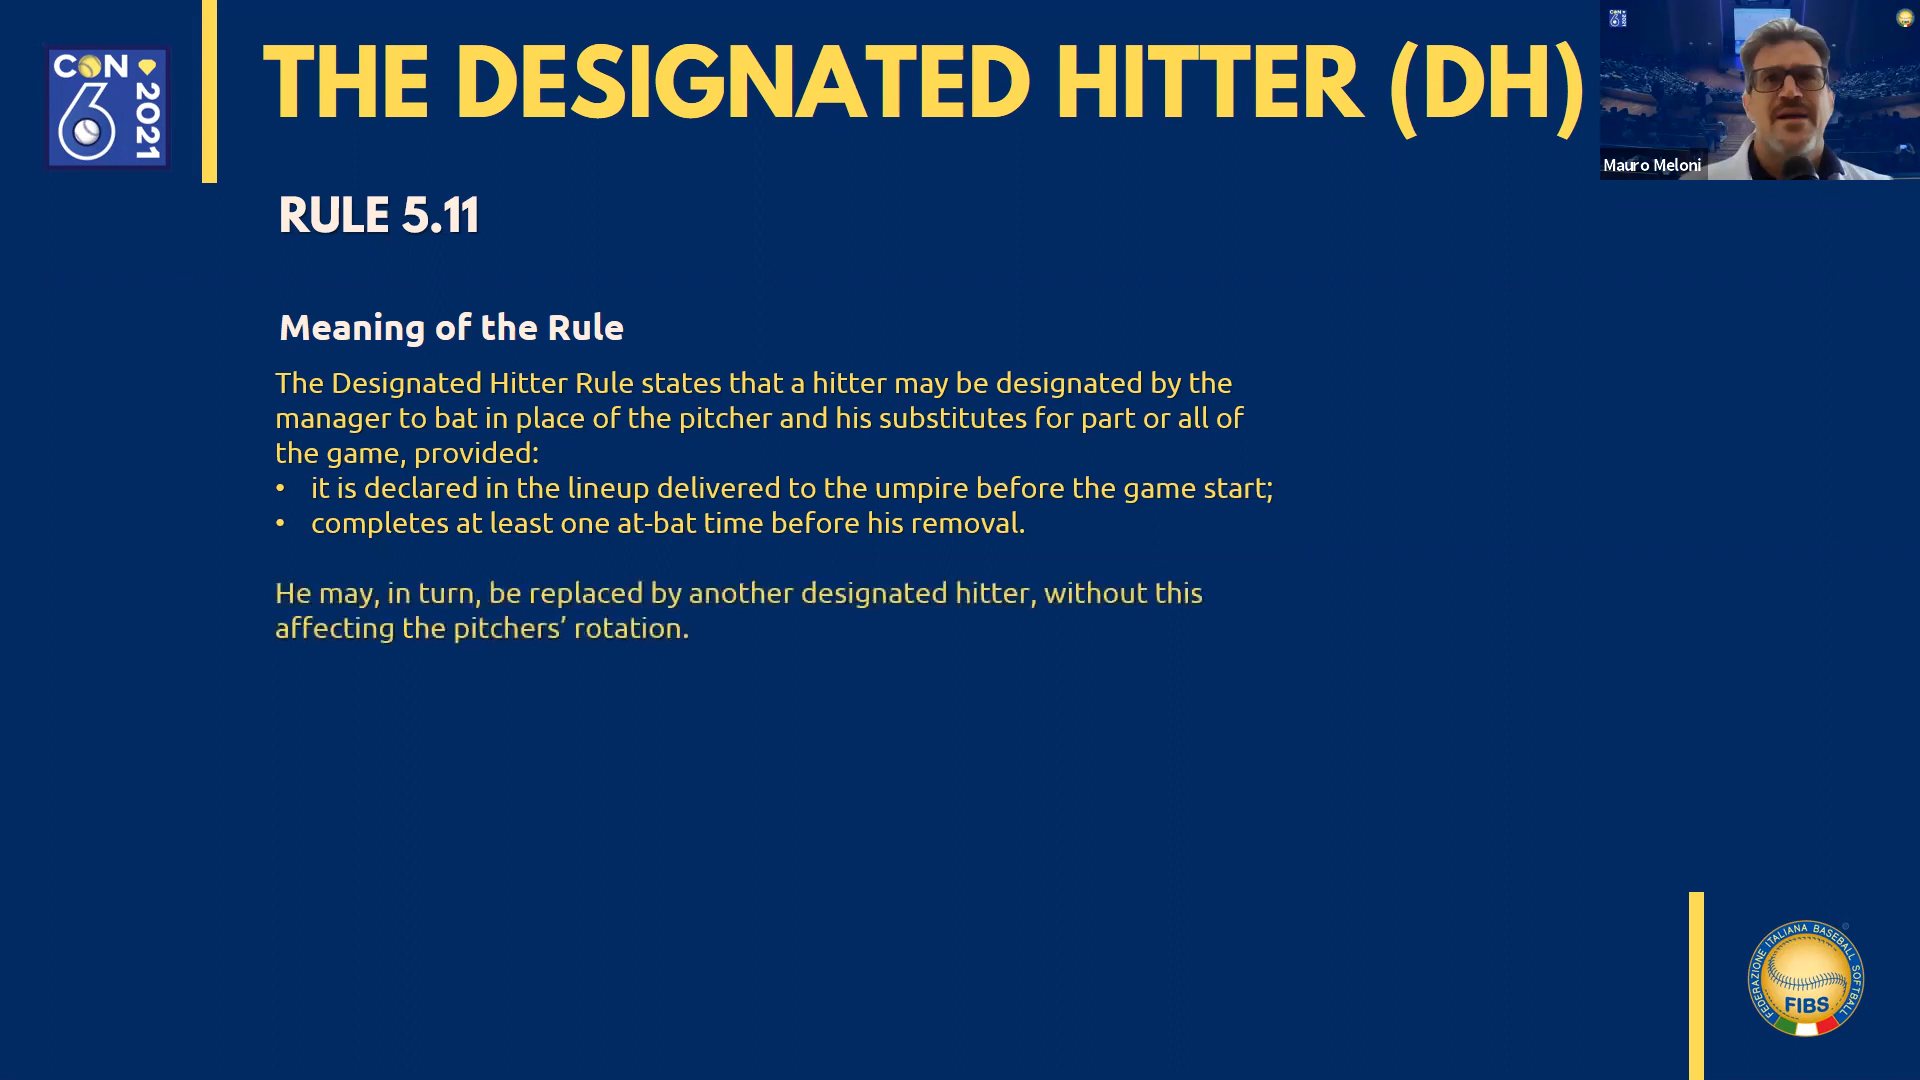 CON
6
2021
THE DESIGNATED HITTER (DH)
Mauro Meloni
RULE 5.11
Meaning of the Rule
The Designated Hitter Rule states that a hitter may be designated by the
manager to bat in place of the pitcher and his substitutes for part or all of
the game, provided:
• it is declared in the lineup delivered to the umpire before the game start;
• completes at least one at-bat time before his removal.
He may, in turn, be replaced by another designated hitter, without this
affecting the pitchers’ rotation.
FEDERAZIONE ITALIANA BASEBALL SOFTBALL
FIBS